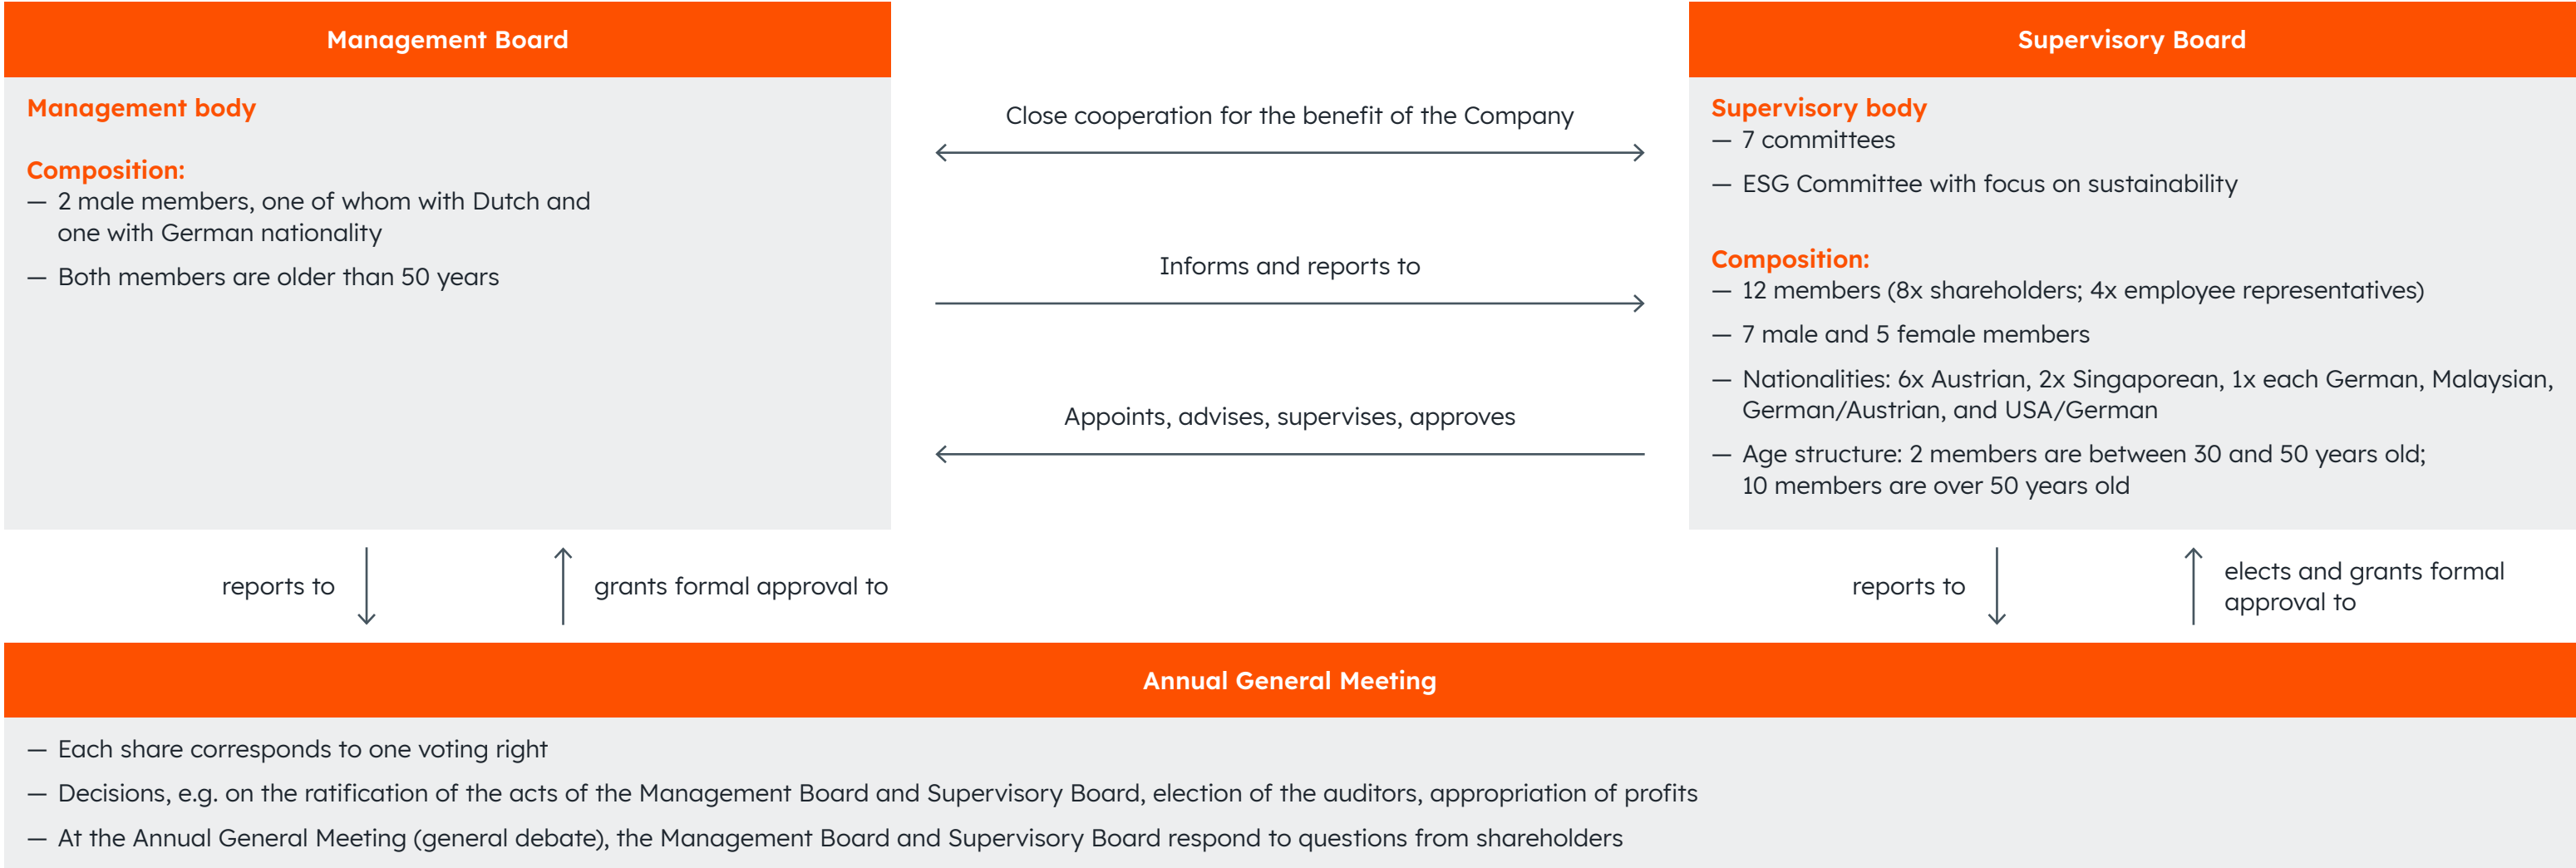 Management Board
Management body
Composition:
— 2 male members, one of whom with Dutch and
one with German nationality
— Both members are older than 50 years
Close cooperation for the benefit of the Company
Informs and reports to
Appoints, advises, supervises, approves
Supervisory Board
Supervisory body
— 7 committees
— ESG Committee with focus on sustainability
Composition:
— 12 members (8x shareholders; 4x employee representatives)
— 7 male and 5 female members
— Nationalities: 6x Austrian, 2x Singaporean, 1x each German, Malaysian,
German/Austrian, and USA/German
— Age structure: 2 members are between 30 and 50 years old;
10 members are over 50 years old
reports to
grants formal approval to
reports to
elects and grants formal
approval to
Annual General Meeting
— Each share corresponds to one voting right
— Decisions, e.g. on the ratification of the acts of the Management Board and Supervisory Board, election of the auditors, appropriation of profits
— At the Annual General Meeting (general debate), the Management Board and Supervisory Board respond to questions from shareholders